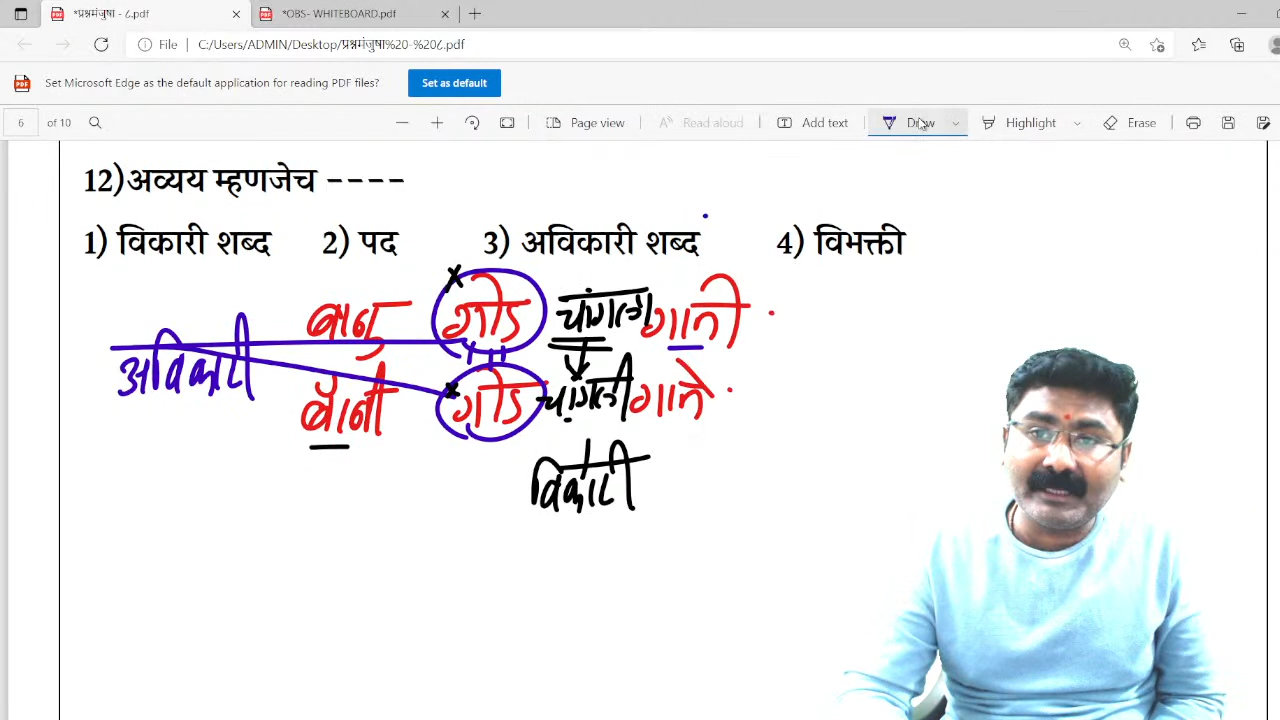 *प्रश्नमंजुषा - ८.pdf
*OBS- WHITEBOARD.pdf
File C:/Users/ADMIN/Desktop/प्रश्नमंजुषा%20-%20८.pdf
Set Microsoft Edge as the default application for reading PDF files? Set as default
6 of 10 Page view Read aloud Add text Draw Highlight Erase
12)अव्यय म्हणजेच ----
1) विकारी शब्द 2) पद 3) अविकारी शब्द 4) विभक्ती
गोड चांगला गातो
अविकारी
गोड चांगली गाते
विकारी